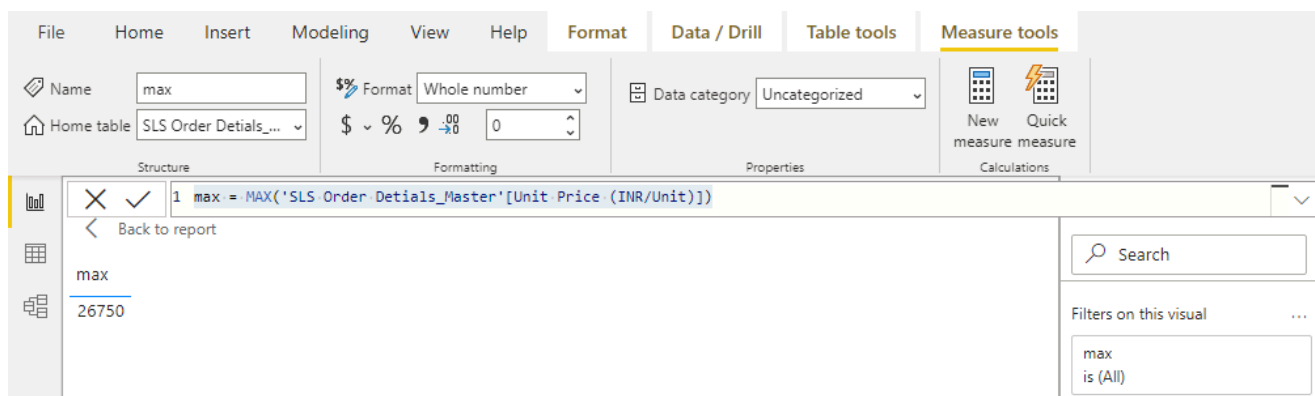 File Home Insert Modeling View Help Format Data / Drill Table tools Measure tools
Name max
Home table SLS Order Detials_...
Structure
$% Format Whole number
$ % 9 .00 →0 0
Formatting
Data category Uncategorized
Properties
New measure
Quick measure
Calculations
1 max = MAX('SLS Order Detials_Master'[Unit Price (INR/Unit)])
Back to report
max
26750
Search
Filters on this visual ...
max
is (All)